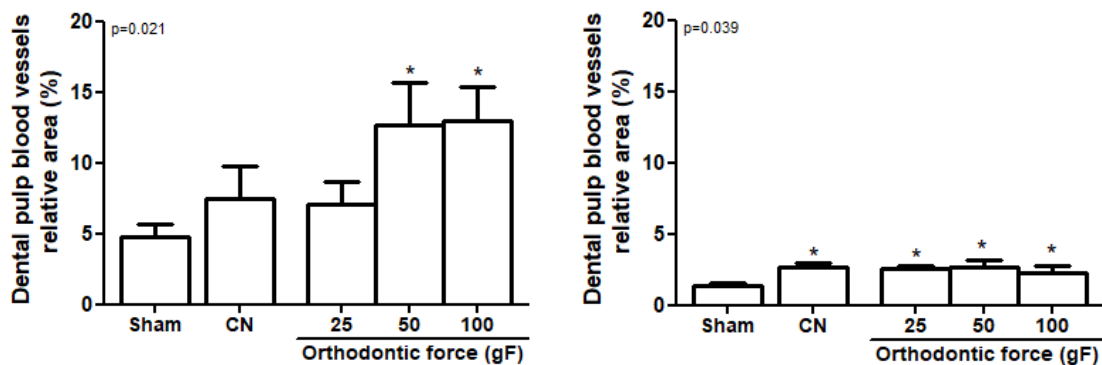 20
15
10
5
0
p=0.021
Dental pulp blood vessels
relative area (%)
*
*
Sham CN 25 50 100
Orthodontic force (gF)
20
15
10
5
0
p=0.039
Dental pulp blood vessels
relative area (%)
*
*
*
*
Sham CN 25 50 100
Orthodontic force (gF)